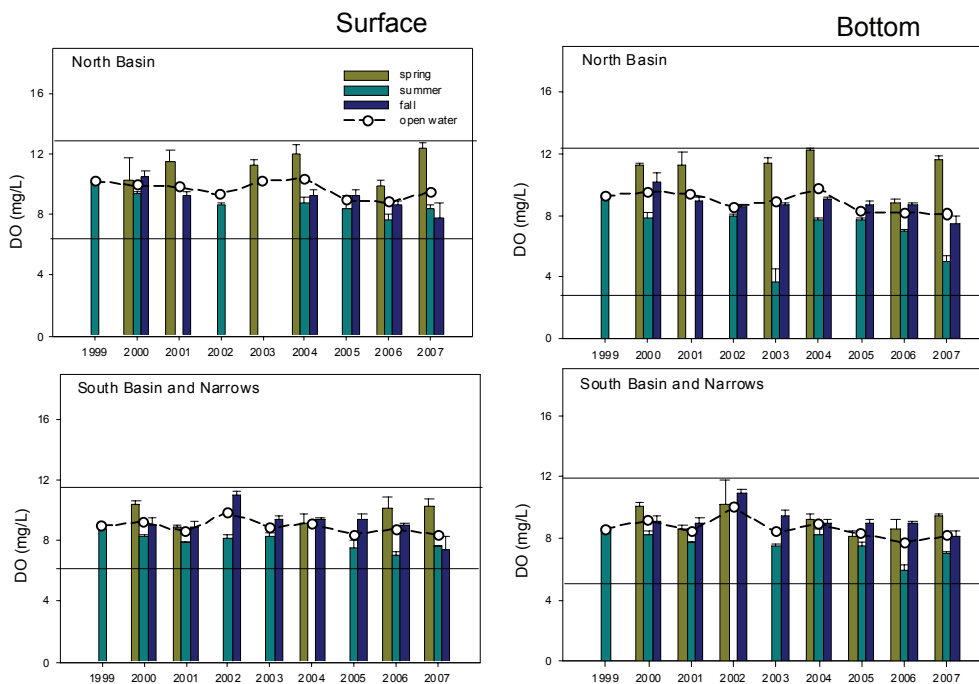 Surface
Bottom
North Basin
spring
summer
fall
open water
DO (mg/L)
16
12
8
4
0
1999 2000 2001 2002 2003 2004 2005 2006 2007
North Basin
DO (mg/L)
16
12
8
4
0
1999 2000 2001 2002 2003 2004 2005 2006 2007
South Basin and Narrows
DO (mg/L)
16
12
8
4
0
1999 2000 2001 2002 2003 2004 2005 2006 2007
South Basin and Narrows
DO (mg/L)
16
12
8
4
0
1999 2000 2001 2002 2003 2004 2005 2006 2007